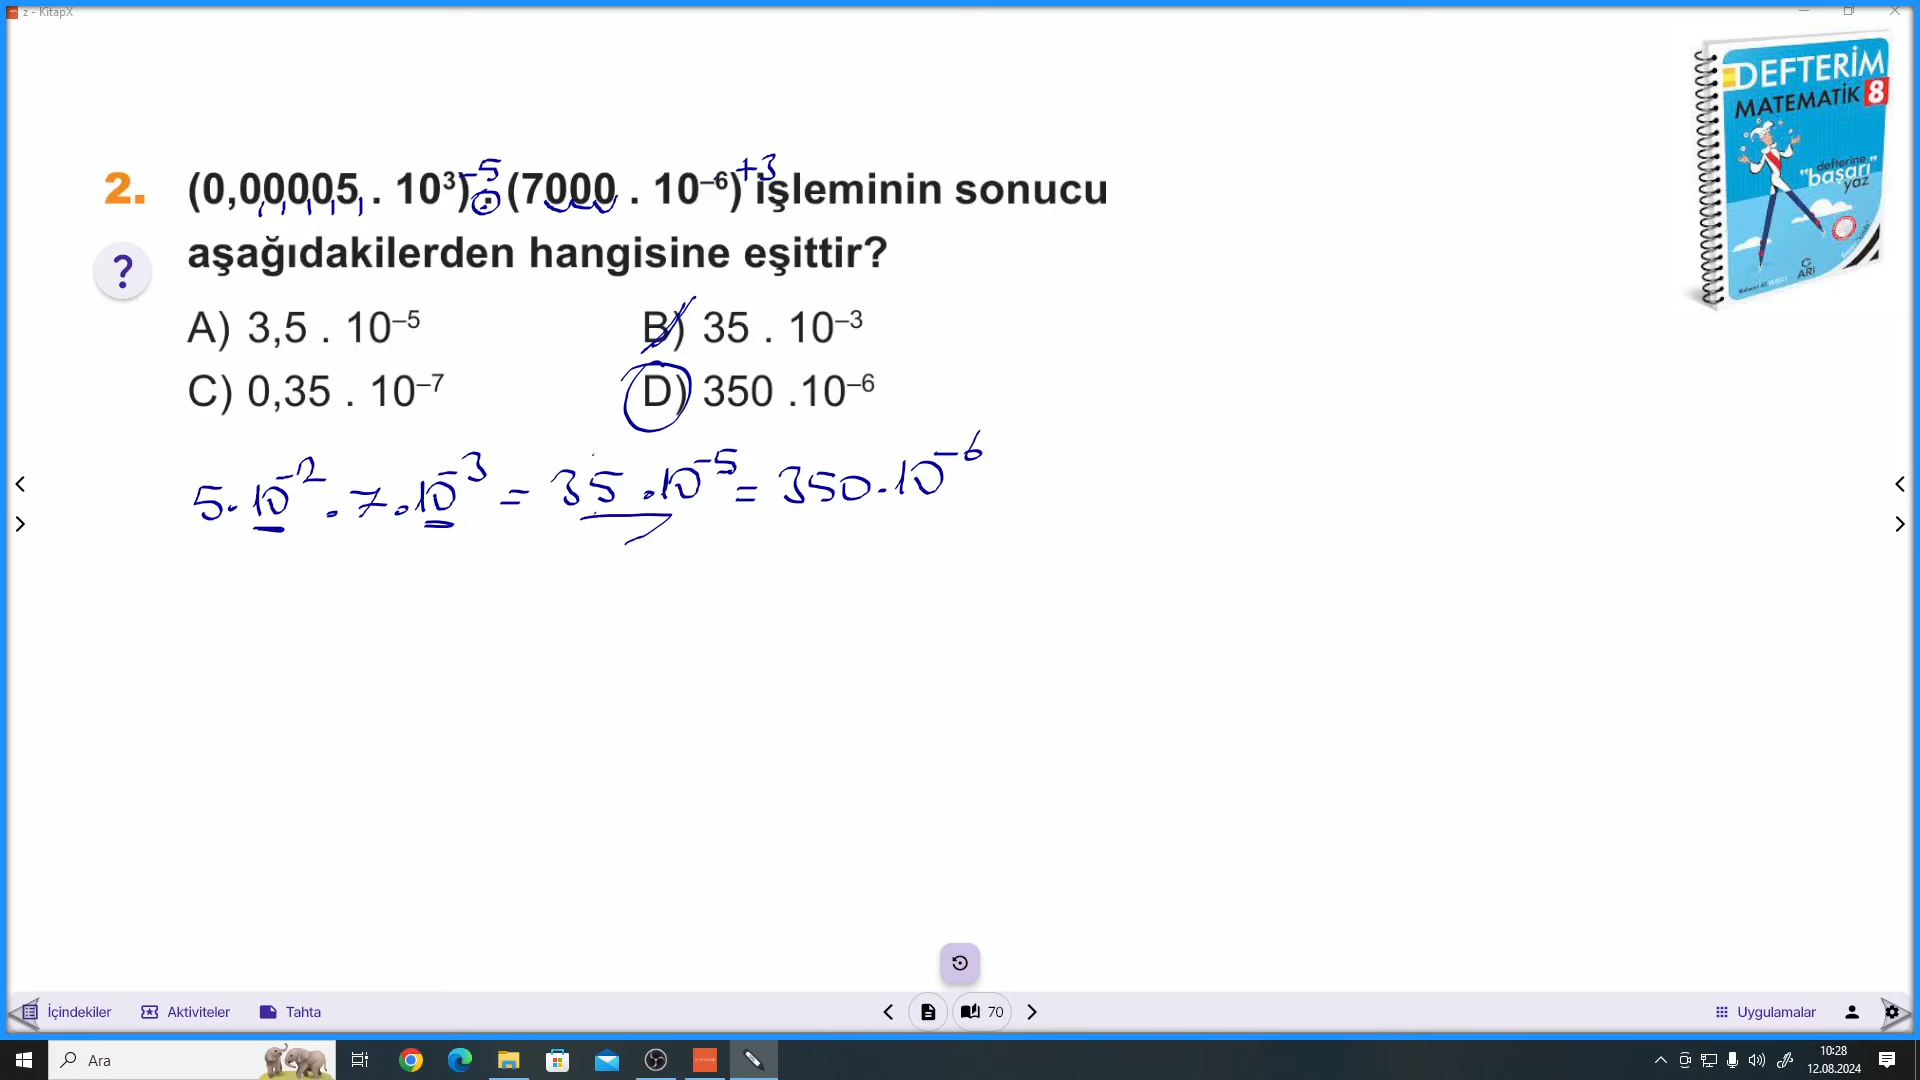 z - KitapX
DEFTERİM
MATEMATİK 8
defterine
"başarı"
yaz
ARI
2. (0,00005 . 10³) . (7000 . 10⁻⁶) işleminin sonucu
-5 +3
aşağıdakilerden hangisine eşittir?
?
A) 3,5 . 10⁻⁵ B) 35 . 10⁻³
C) 0,35 . 10⁻⁷ D) 350 .10⁻⁶
5.10⁻² . 7.10⁻³ = 35 .10⁻⁵ = 350.10⁻⁶
İçindekiler Aktiviteler Tahta 70 Uygulamalar
Ara 10:28
12.08.2024